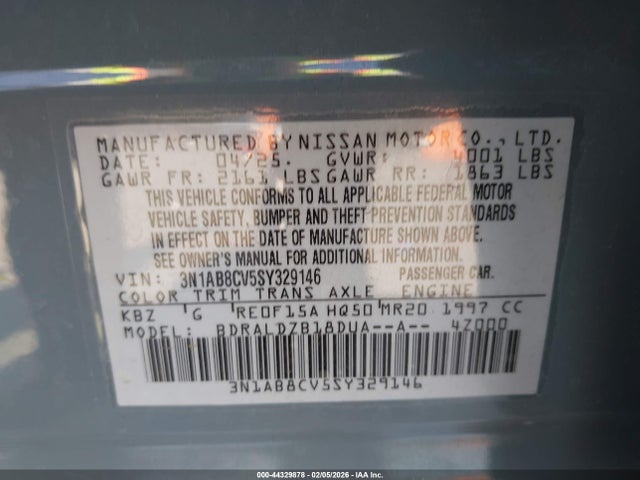 MANUFACTURED BY NISSAN MOTOR CO., LTD.
DATE: 04/25. GVWR: 4001 LBS
GAWR FR: 2161 LBS GAWR RR: 1863 LBS
THIS VEHICLE CONFORMS TO ALL APPLICABLE FEDERAL MOTOR
VEHICLE SAFETY, BUMPER AND THEFT PREVENTION STANDARDS
IN EFFECT ON THE DATE OF MANUFACTURE SHOWN ABOVE.
SEE OWNER'S MANUAL FOR ADDITIONAL INFORMATION.
VIN: 3N1AB8CV5SY329146 PASSENGER CAR.
COLOR TRIM TRANS AXLE ENGINE
KBZ G RE0F15A HQ50 MR20 1997 CC
MODEL: BDRALDZB18DUA--A-- 4Z000
3N1AB8CV5SY329146
000-44329878 - 02/05/2026 - IAA Inc.